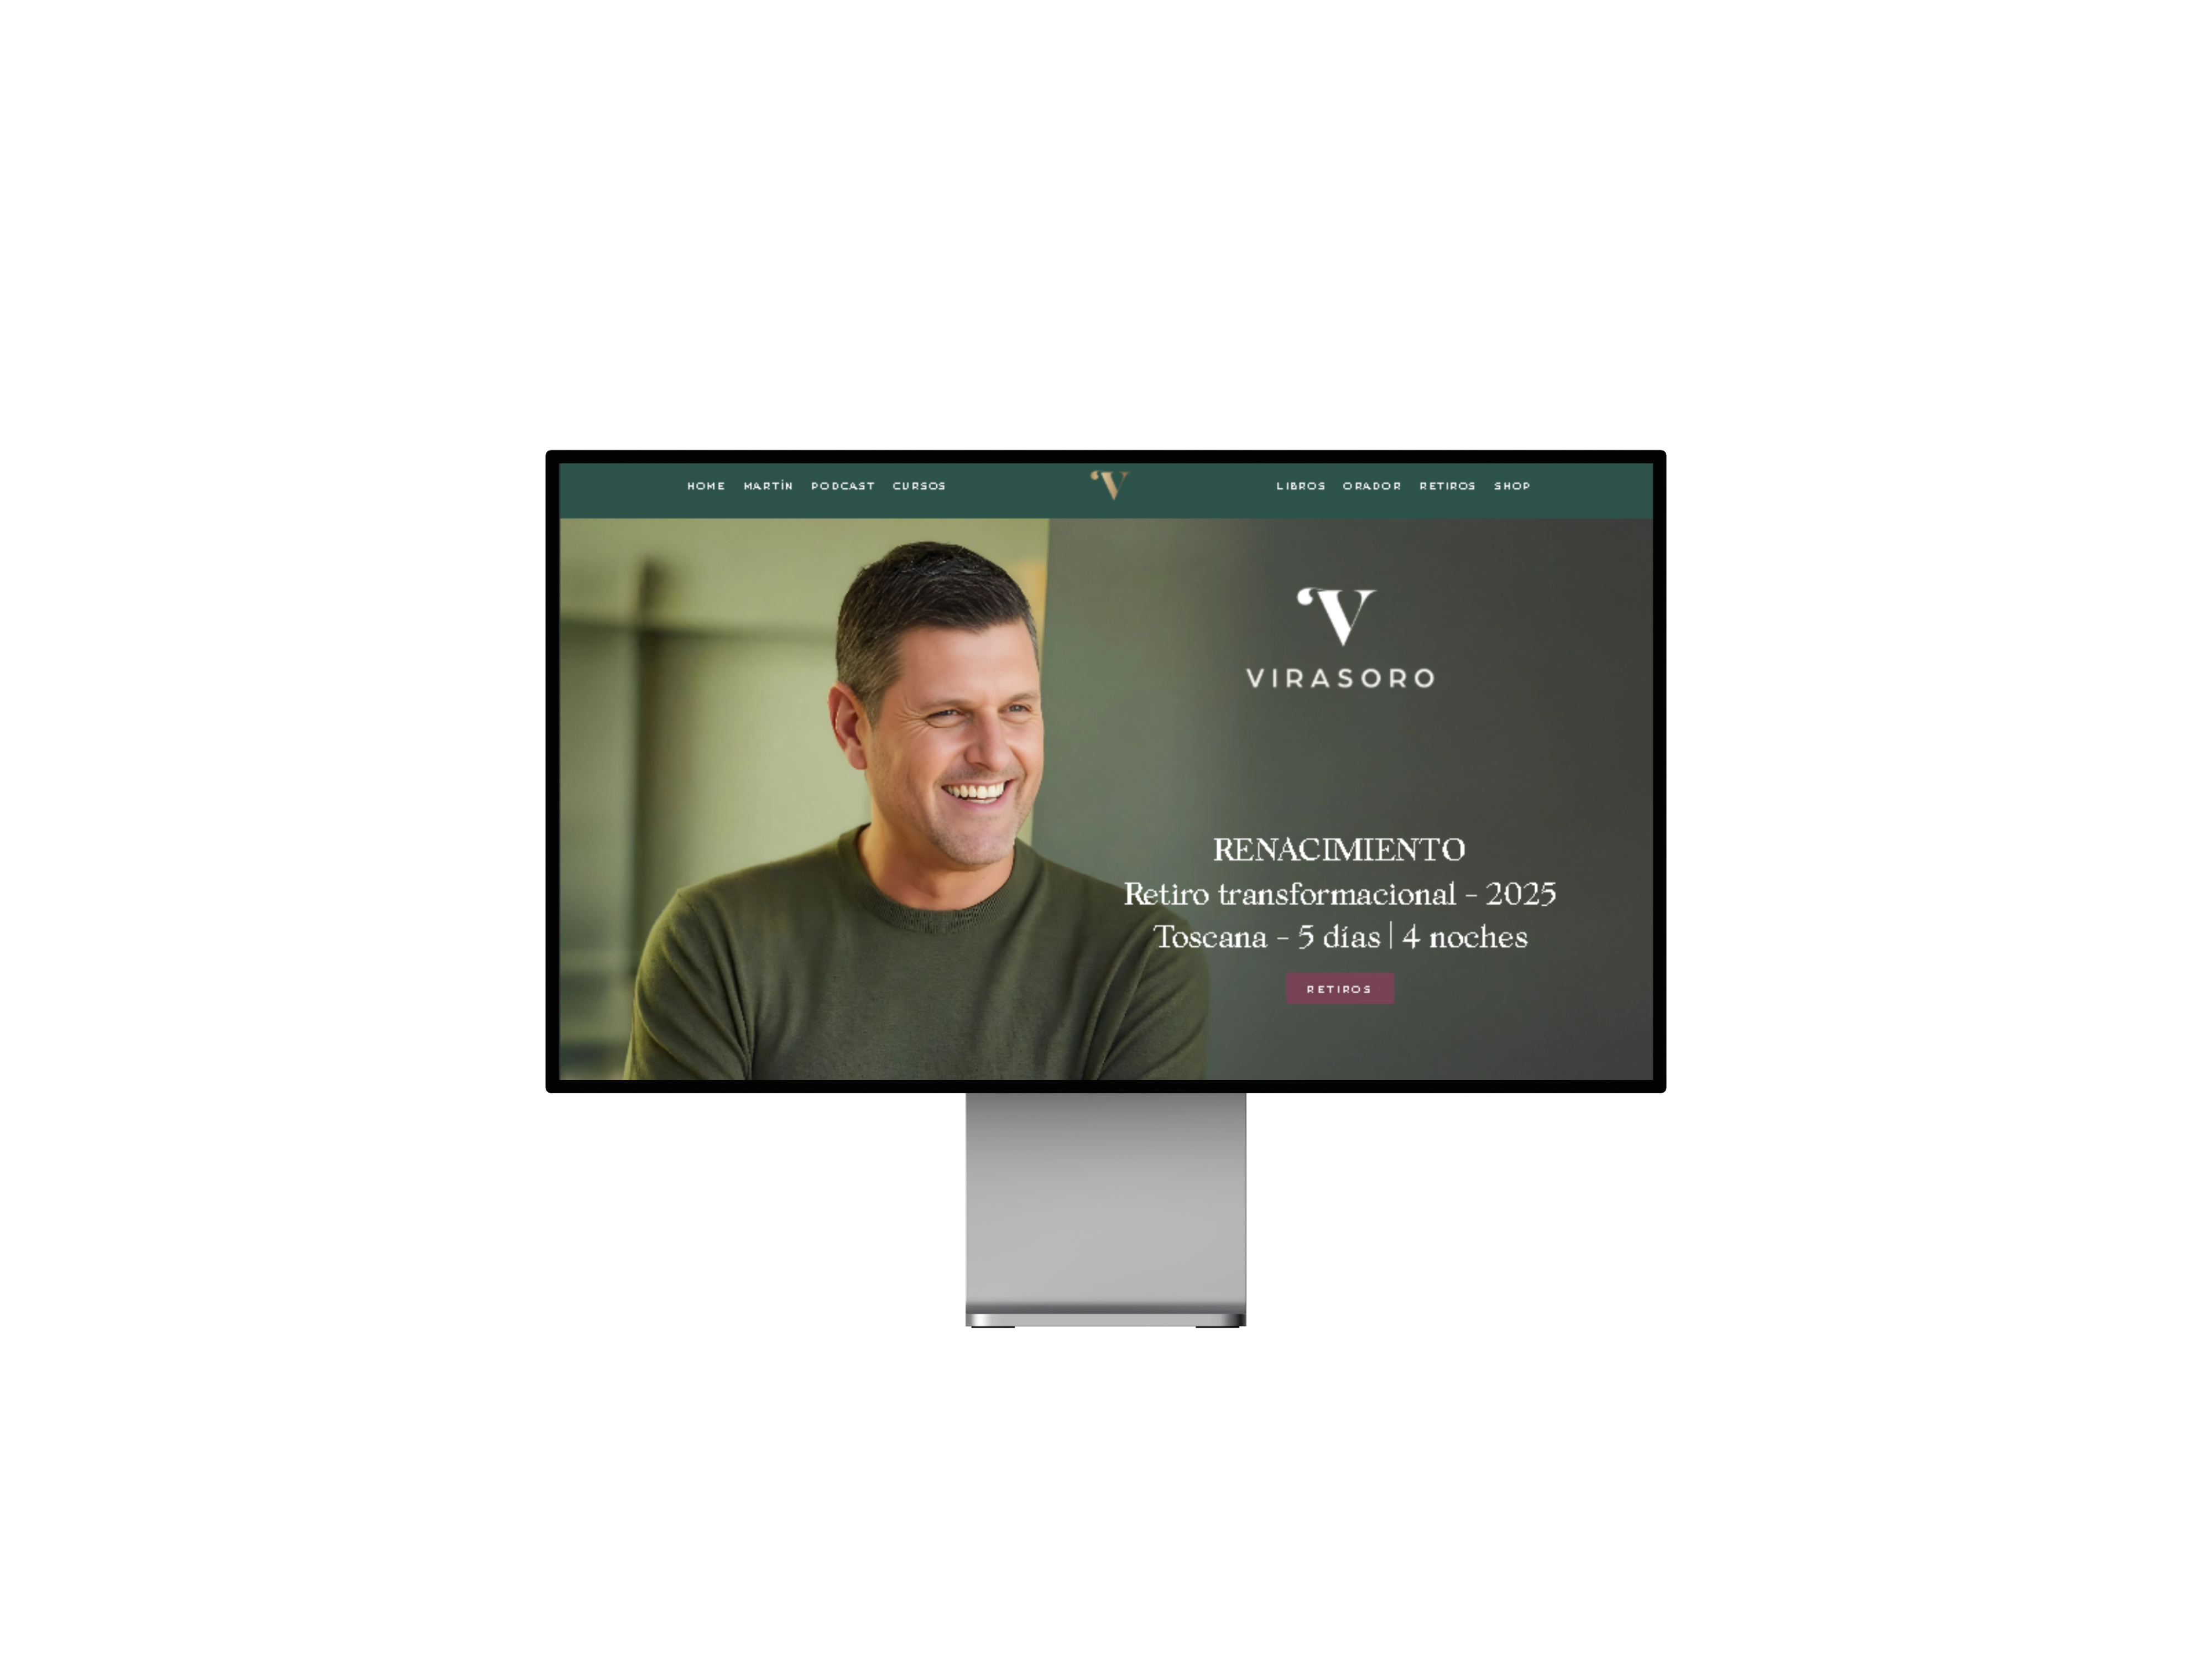 HOME MARTÍN PODCAST CURSOS V LIBROS ORADOR RETIROS SHOP
V
VIRASORO
RENACIMIENTO
Retiro transformacional - 2025
Toscana - 5 días | 4 noches
RETIROS